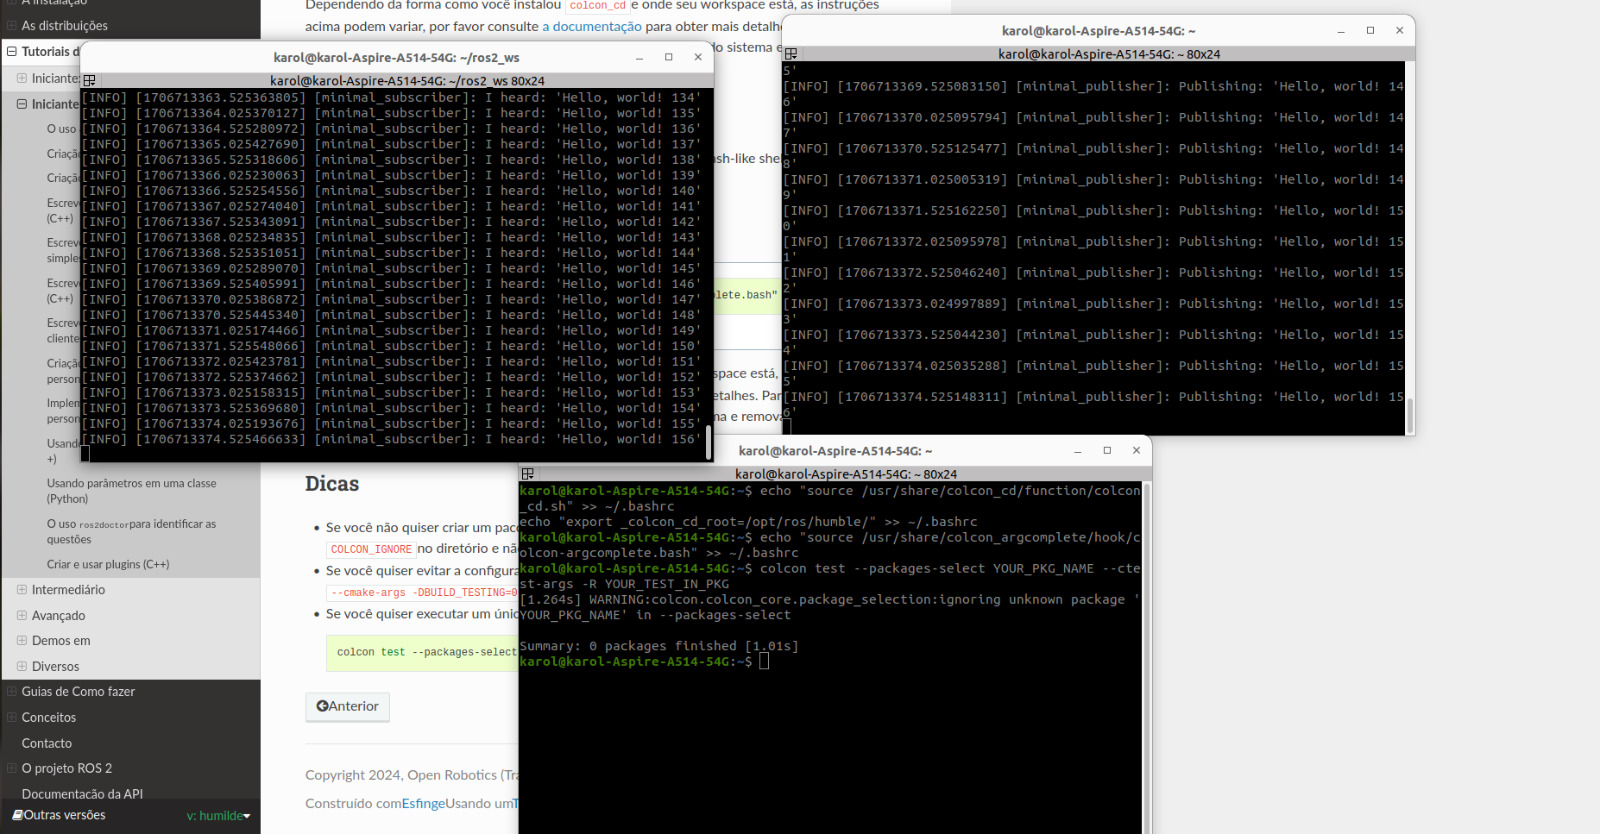 A instalação
As distribuições
Tutoriais d
Iniciante:
Iniciante
O uso
Criaçã
Criaçã
Escrev
(C++)
Escrev
simples
Escrev
(C++)
Escrev
cliente
Criaçã
person
Implem
person
Usand
+)
Usando parâmetros em uma classe
(Python)
O uso ros2doctorpara identificar as
questões
Criar e usar plugins (C++)
Intermediário
Avançado
Demos em
Diversos
Guias de Como fazer
Conceitos
Contacto
O projeto ROS 2
Documentação da API
Outras versões
v: humilde
Dependendo da forma como você instalou colcon_cd e onde seu workspace está, as instruções
acima podem variar, por favor consulte a documentação para obter mais detalhe
do sistema e
ash-like shel
lete.bash"
space está,
etalhes. Par
ma e remova
Dicas
Se você não quiser criar um paco
COLCON_IGNORE no diretório e não
Se você quiser evitar a configura
--cmake-args -DBUILD_TESTING=0
Se você quiser executar um únic
colcon test --packages-select
Anterior
Copyright 2024, Open Robotics (Tra
Construído comEsfingeUsando umT
karol@karol-Aspire-A514-54G: ~/ros2_ws
karol@karol-Aspire-A514-54G: ~/ros2_ws 80x24
[INFO] [1706713363.525363805] [minimal_subscriber]: I heard: 'Hello, world! 134'
[INFO] [1706713364.025370127] [minimal_subscriber]: I heard: 'Hello, world! 135'
[INFO] [1706713364.525280972] [minimal_subscriber]: I heard: 'Hello, world! 136'
[INFO] [1706713365.025427690] [minimal_subscriber]: I heard: 'Hello, world! 137'
[INFO] [1706713365.525318606] [minimal_subscriber]: I heard: 'Hello, world! 138'
[INFO] [1706713366.025230063] [minimal_subscriber]: I heard: 'Hello, world! 139'
[INFO] [1706713366.525254556] [minimal_subscriber]: I heard: 'Hello, world! 140'
[INFO] [1706713367.025274040] [minimal_subscriber]: I heard: 'Hello, world! 141'
[INFO] [1706713367.525343091] [minimal_subscriber]: I heard: 'Hello, world! 142'
[INFO] [1706713368.025234835] [minimal_subscriber]: I heard: 'Hello, world! 143'
[INFO] [1706713368.525351051] [minimal_subscriber]: I heard: 'Hello, world! 144'
[INFO] [1706713369.025289070] [minimal_subscriber]: I heard: 'Hello, world! 145'
[INFO] [1706713369.525405991] [minimal_subscriber]: I heard: 'Hello, world! 146'
[INFO] [1706713370.025386872] [minimal_subscriber]: I heard: 'Hello, world! 147'
[INFO] [1706713370.525445340] [minimal_subscriber]: I heard: 'Hello, world! 148'
[INFO] [1706713371.025174466] [minimal_subscriber]: I heard: 'Hello, world! 149'
[INFO] [1706713371.525548066] [minimal_subscriber]: I heard: 'Hello, world! 150'
[INFO] [1706713372.025423781] [minimal_subscriber]: I heard: 'Hello, world! 151'
[INFO] [1706713372.525374662] [minimal_subscriber]: I heard: 'Hello, world! 152'
[INFO] [1706713373.025158315] [minimal_subscriber]: I heard: 'Hello, world! 153'
[INFO] [1706713373.525369680] [minimal_subscriber]: I heard: 'Hello, world! 154'
[INFO] [1706713374.025193676] [minimal_subscriber]: I heard: 'Hello, world! 155'
[INFO] [1706713374.525466633] [minimal_subscriber]: I heard: 'Hello, world! 156'
karol@karol-Aspire-A514-54G: ~
karol@karol-Aspire-A514-54G: ~ 80x24
5'
[INFO] [1706713369.525083150] [minimal_publisher]: Publishing: 'Hello, world! 14
6'
[INFO] [1706713370.025095794] [minimal_publisher]: Publishing: 'Hello, world! 14
7'
[INFO] [1706713370.525125477] [minimal_publisher]: Publishing: 'Hello, world! 14
8'
[INFO] [1706713371.025005319] [minimal_publisher]: Publishing: 'Hello, world! 14
9'
[INFO] [1706713371.525162250] [minimal_publisher]: Publishing: 'Hello, world! 15
0'
[INFO] [1706713372.025095978] [minimal_publisher]: Publishing: 'Hello, world! 15
1'
[INFO] [1706713372.525046240] [minimal_publisher]: Publishing: 'Hello, world! 15
2'
[INFO] [1706713373.024997889] [minimal_publisher]: Publishing: 'Hello, world! 15
3'
[INFO] [1706713373.525044230] [minimal_publisher]: Publishing: 'Hello, world! 15
4'
[INFO] [1706713374.025035288] [minimal_publisher]: Publishing: 'Hello, world! 15
5'
[INFO] [1706713374.525148311] [minimal_publisher]: Publishing: 'Hello, world! 15
6'
karol@karol-Aspire-A514-54G: ~
karol@karol-Aspire-A514-54G: ~ 80x24
karol@karol-Aspire-A514-54G:~$ echo "source /usr/share/colcon_cd/function/colcon
_cd.sh" >> ~/.bashrc
echo "export _colcon_cd_root=/opt/ros/humble/" >> ~/.bashrc
karol@karol-Aspire-A514-54G:~$ echo "source /usr/share/colcon_argcomplete/hook/c
olcon-argcomplete.bash" >> ~/.bashrc
karol@karol-Aspire-A514-54G:~$ colcon test --packages-select YOUR_PKG_NAME --cte
st-args -R YOUR_TEST_IN_PKG
[1.264s] WARNING:colcon.colcon_core.package_selection:ignoring unknown package '
YOUR_PKG_NAME' in --packages-select
Summary: 0 packages finished [1.01s]
karol@karol-Aspire-A514-54G:~$